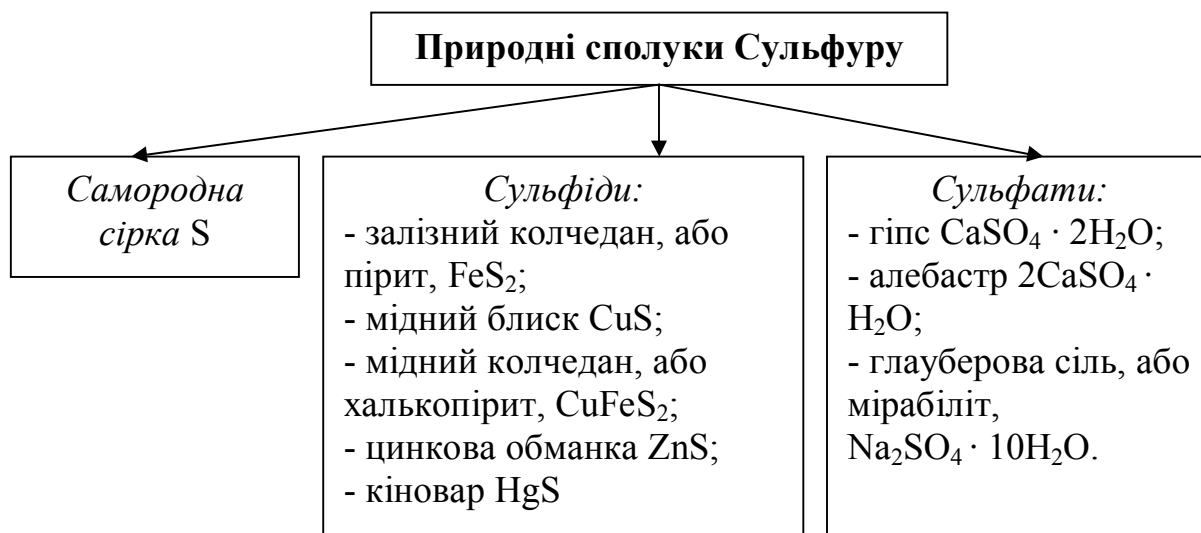 Природні сполуки Сульфуру
Самородна
сірка S
Сульфіди:
- залізний колчедан, або
пірит, FeS₂;
- мідний блиск CuS;
- мідний колчедан, або
халькопірит, CuFeS₂;
- цинкова обманка ZnS;
- кіновар HgS
Сульфати:
- гіпс CaSO₄ · 2H₂O;
- алебастр 2CaSO₄ ·
H₂O;
- глауберова сіль, або
мірабіліт,
Na₂SO₄ · 10H₂O.